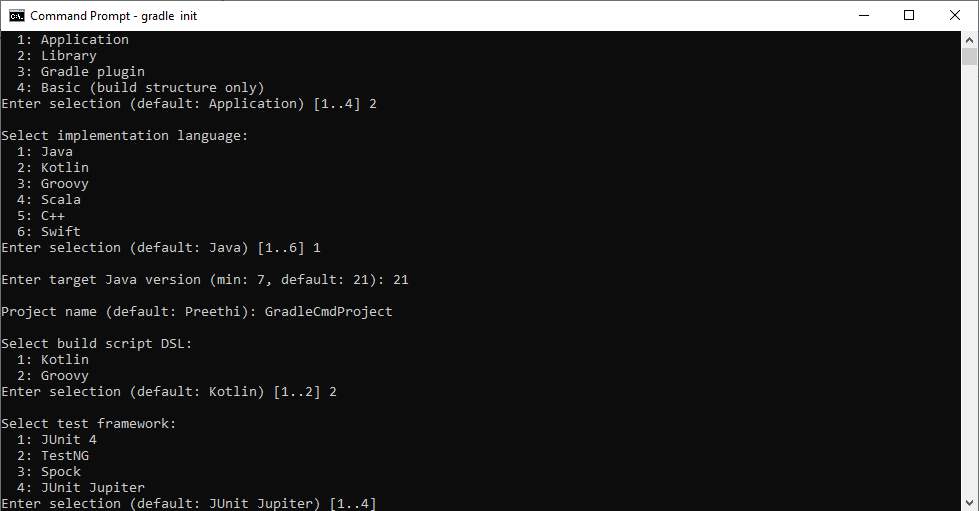 Command Prompt - gradle init
1: Application
2: Library
3: Gradle plugin
4: Basic (build structure only)
Enter selection (default: Application) [1..4] 2
Select implementation language:
1: Java
2: Kotlin
3: Groovy
4: Scala
5: C++
6: Swift
Enter selection (default: Java) [1..6] 1
Enter target Java version (min: 7, default: 21): 21
Project name (default: Preethi): GradleCmdProject
Select build script DSL:
1: Kotlin
2: Groovy
Enter selection (default: Kotlin) [1..2] 2
Select test framework:
1: JUnit 4
2: TestNG
3: Spock
4: JUnit Jupiter
Enter selection (default: JUnit Jupiter) [1..4]